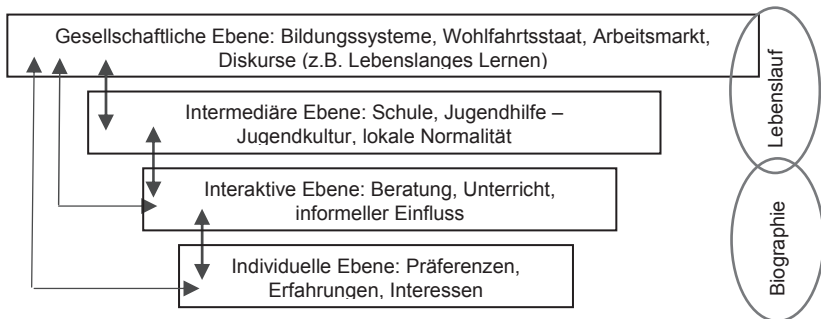 Gesellschaftliche Ebene: Bildungssysteme, Wohlfahrtsstaat, Arbeitsmarkt,
Diskurse (z.B. Lebenslanges Lernen)
Intermediäre Ebene: Schule, Jugendhilfe –
Jugendkultur, lokale Normalität
Interaktive Ebene: Beratung, Unterricht,
informeller Einfluss
Individuelle Ebene: Präferenzen,
Erfahrungen, Interessen
Lebenslauf
Biographie